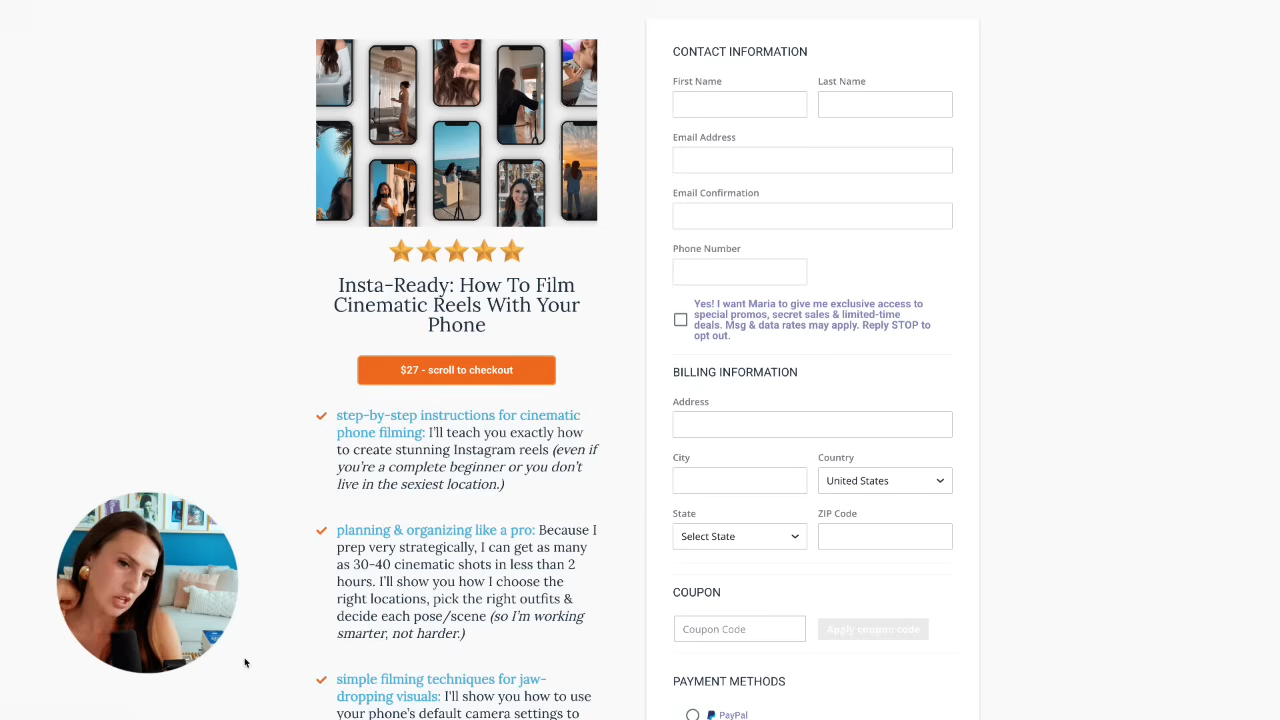 Insta-Ready: How To Film
Cinematic Reels With Your
Phone
$27 - scroll to checkout
step-by-step instructions for cinematic
phone filming: I'll teach you exactly how
to create stunning Instagram reels (even if
you're a complete beginner or you don't
live in the sexiest location.)
planning & organizing like a pro: Because I
prep very strategically, I can get as many
as 30-40 cinematic shots in less than 2
hours. I'll show you how I choose the
right locations, pick the right outfits &
decide each pose/scene (so I'm working
smarter, not harder.)
simple filming techniques for jaw-
dropping visuals: I'll show you how to use
your phone's default camera settings to
CONTACT INFORMATION
First Name Last Name
Email Address
Email Confirmation
Phone Number
Yes! I want Maria to give me exclusive access to
special promos, secret sales & limited-time
deals. Msg & data rates may apply. Reply STOP to
opt out.
BILLING INFORMATION
Address
City Country
United States
State ZIP Code
Select State
COUPON
Coupon Code Apply coupon code
PAYMENT METHODS
PayPal